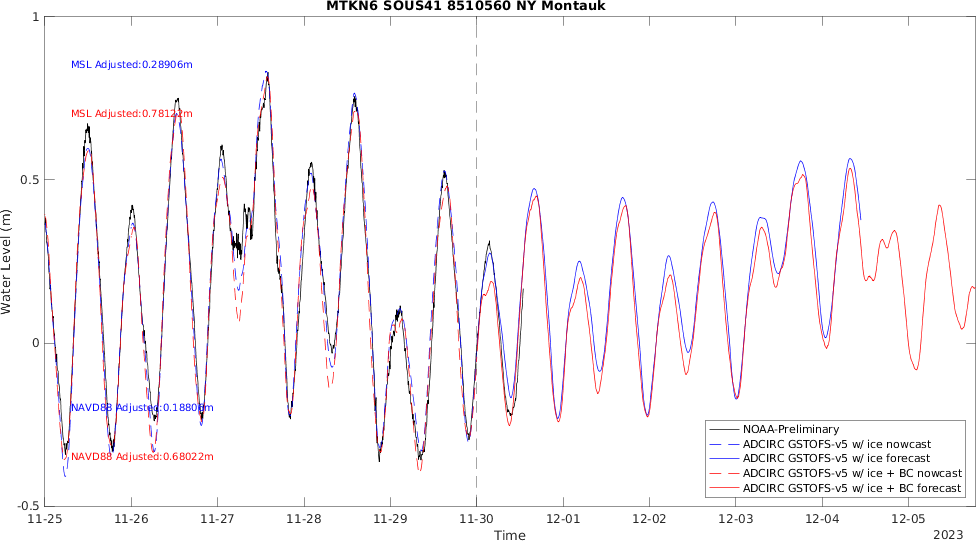 MTKN6 SOUS41 8510560 NY Montauk
1
MSL Adjusted:0.28906m
MSL Adjusted:0.78122m
0.5
Water Level (m)
0
NAVD88 Adjusted:0.18806m
NAVD88 Adjusted:0.68022m
NOAA-Preliminary
ADCIRC GSTOFS-v5 w/ ice nowcast
ADCIRC GSTOFS-v5 w/ ice forecast
ADCIRC GSTOFS-v5 w/ ice + BC nowcast
ADCIRC GSTOFS-v5 w/ ice + BC forecast
-0.5
11-25 11-26 11-27 11-28 11-29 11-30 12-01 12-02 12-03 12-04 12-05
Time
2023